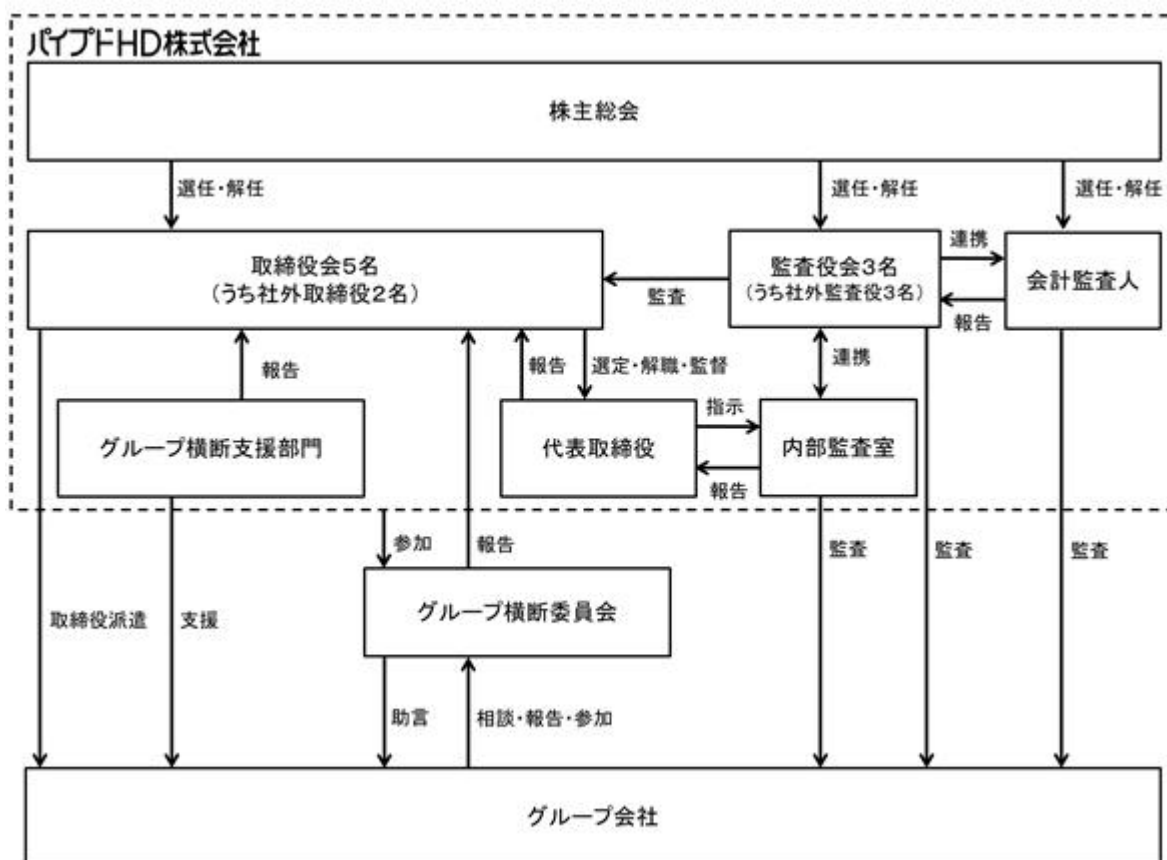 パイプドHD株式会社
株主総会
選任・解任
選任・解任
選任・解任
取締役会5名
(うち社外取締役2名)
監査
監査役会3名
(うち社外監査役3名)
連携
報告
会計監査人
報告
報告
選定・解職・監督
連携
グループ横断支援部門
代表取締役
指示
報告
内部監査室
参加
報告
監査
監査
監査
グループ横断委員会
取締役派遣
支援
助言
相談・報告・参加
グループ会社